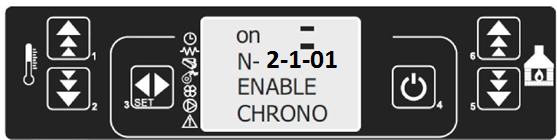 on
N- 2-1-01
ENABLE
CHRONO
1
2
3
SET
4
6
5